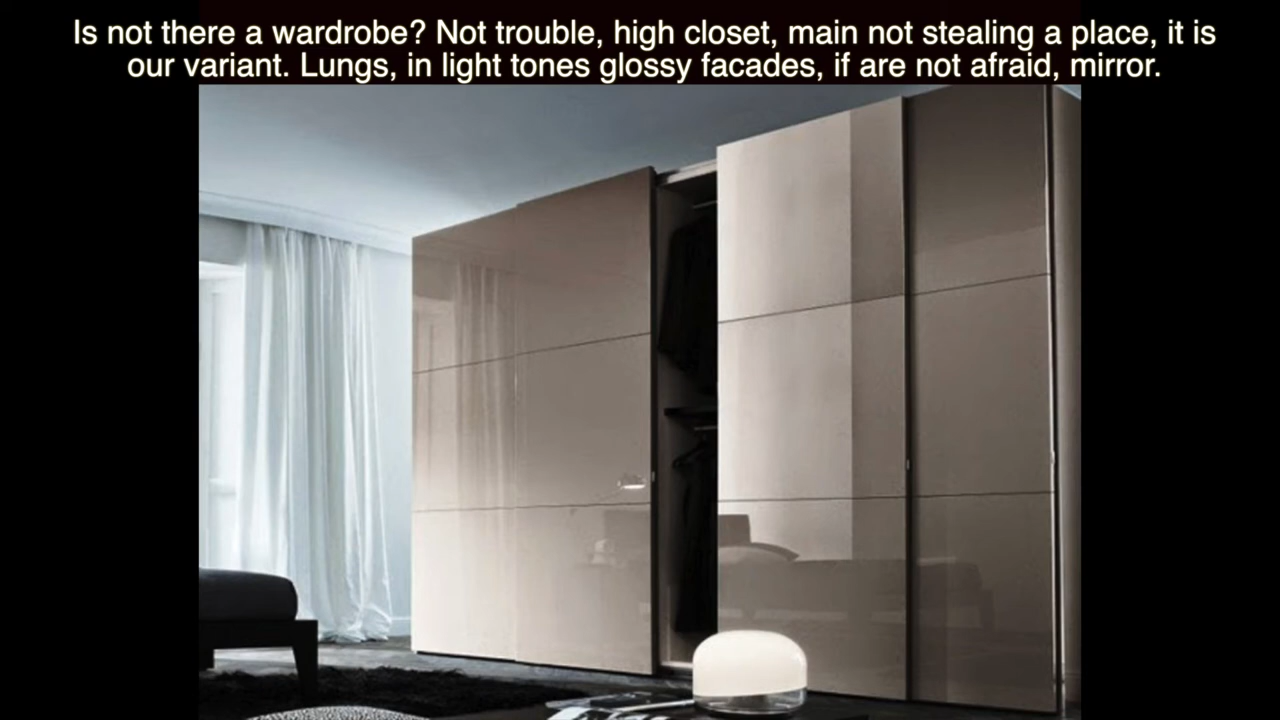 Is not there a wardrobe? Not trouble, high closet, main not stealing a place, it is
our variant. Lungs, in light tones glossy facades, if are not afraid, mirror.